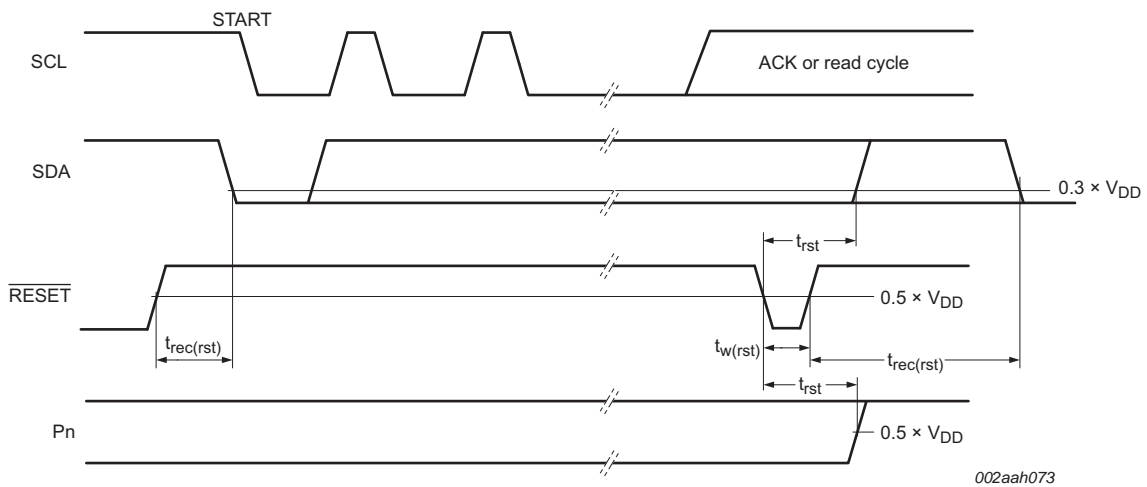 START
SCL
ACK or read cycle
SDA
0.3 × VDD
trst
RESET
0.5 × VDD
trec(rst)
tw(rst)
trec(rst)
trst
Pn
0.5 × VDD
002aah073